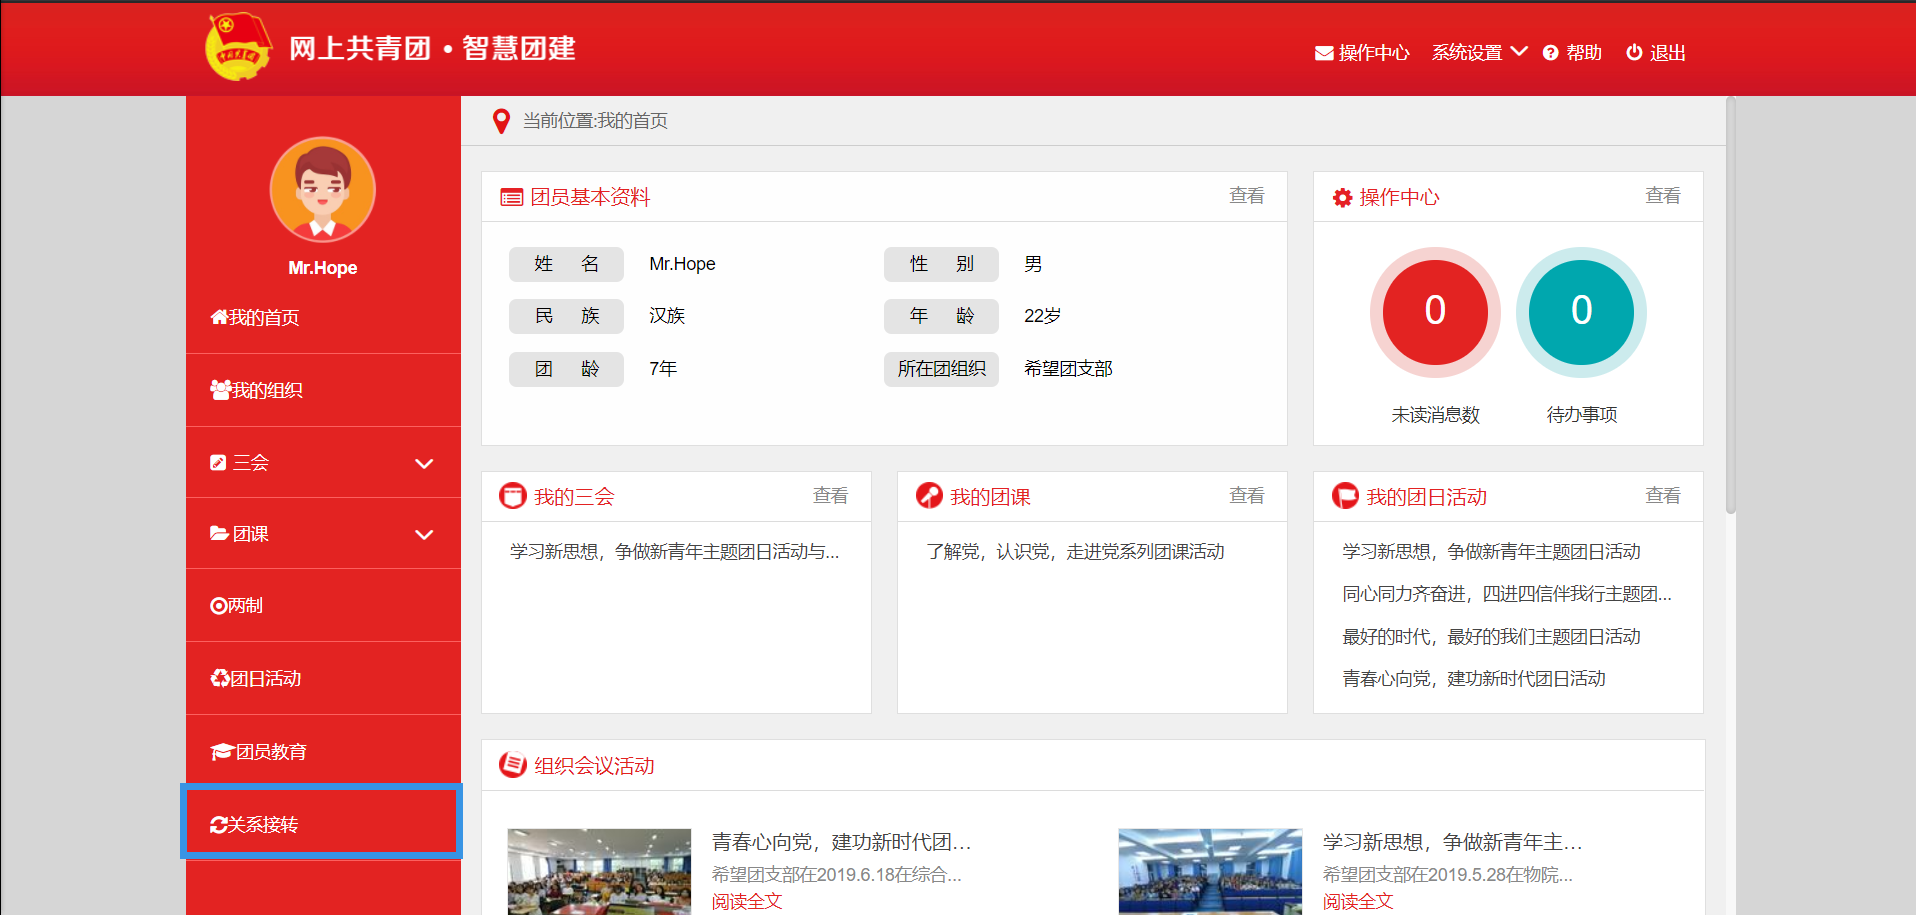 网上共青团·智慧团建
操作中心 系统设置 帮助 退出
Mr.Hope
我的首页
我的组织
三会
团课
两制
团日活动
团员教育
关系接转
当前位置:我的首页
团员基本资料 查看
姓 名 Mr.Hope 性 别 男
民 族 汉族 年 龄 22岁
团 龄 7年 所在团组织 希望团支部
操作中心 查看
0 0
未读消息数 待办事项
我的三会 查看
学习新思想，争做新青年主题团日活动与...
我的团课 查看
了解党，认识党，走进党系列团课活动
我的团日活动 查看
学习新思想，争做新青年主题团日活动
同心同力齐奋进，四进四信伴我行主题团...
最好的时代，最好的我们主题团日活动
青春心向党，建功新时代团日活动
组织会议活动
青春心向党，建功新时代团...
希望团支部在2019.6.18在综合...
阅读全文
学习新思想，争做新青年主...
希望团支部在2019.5.28在物院...
阅读全文